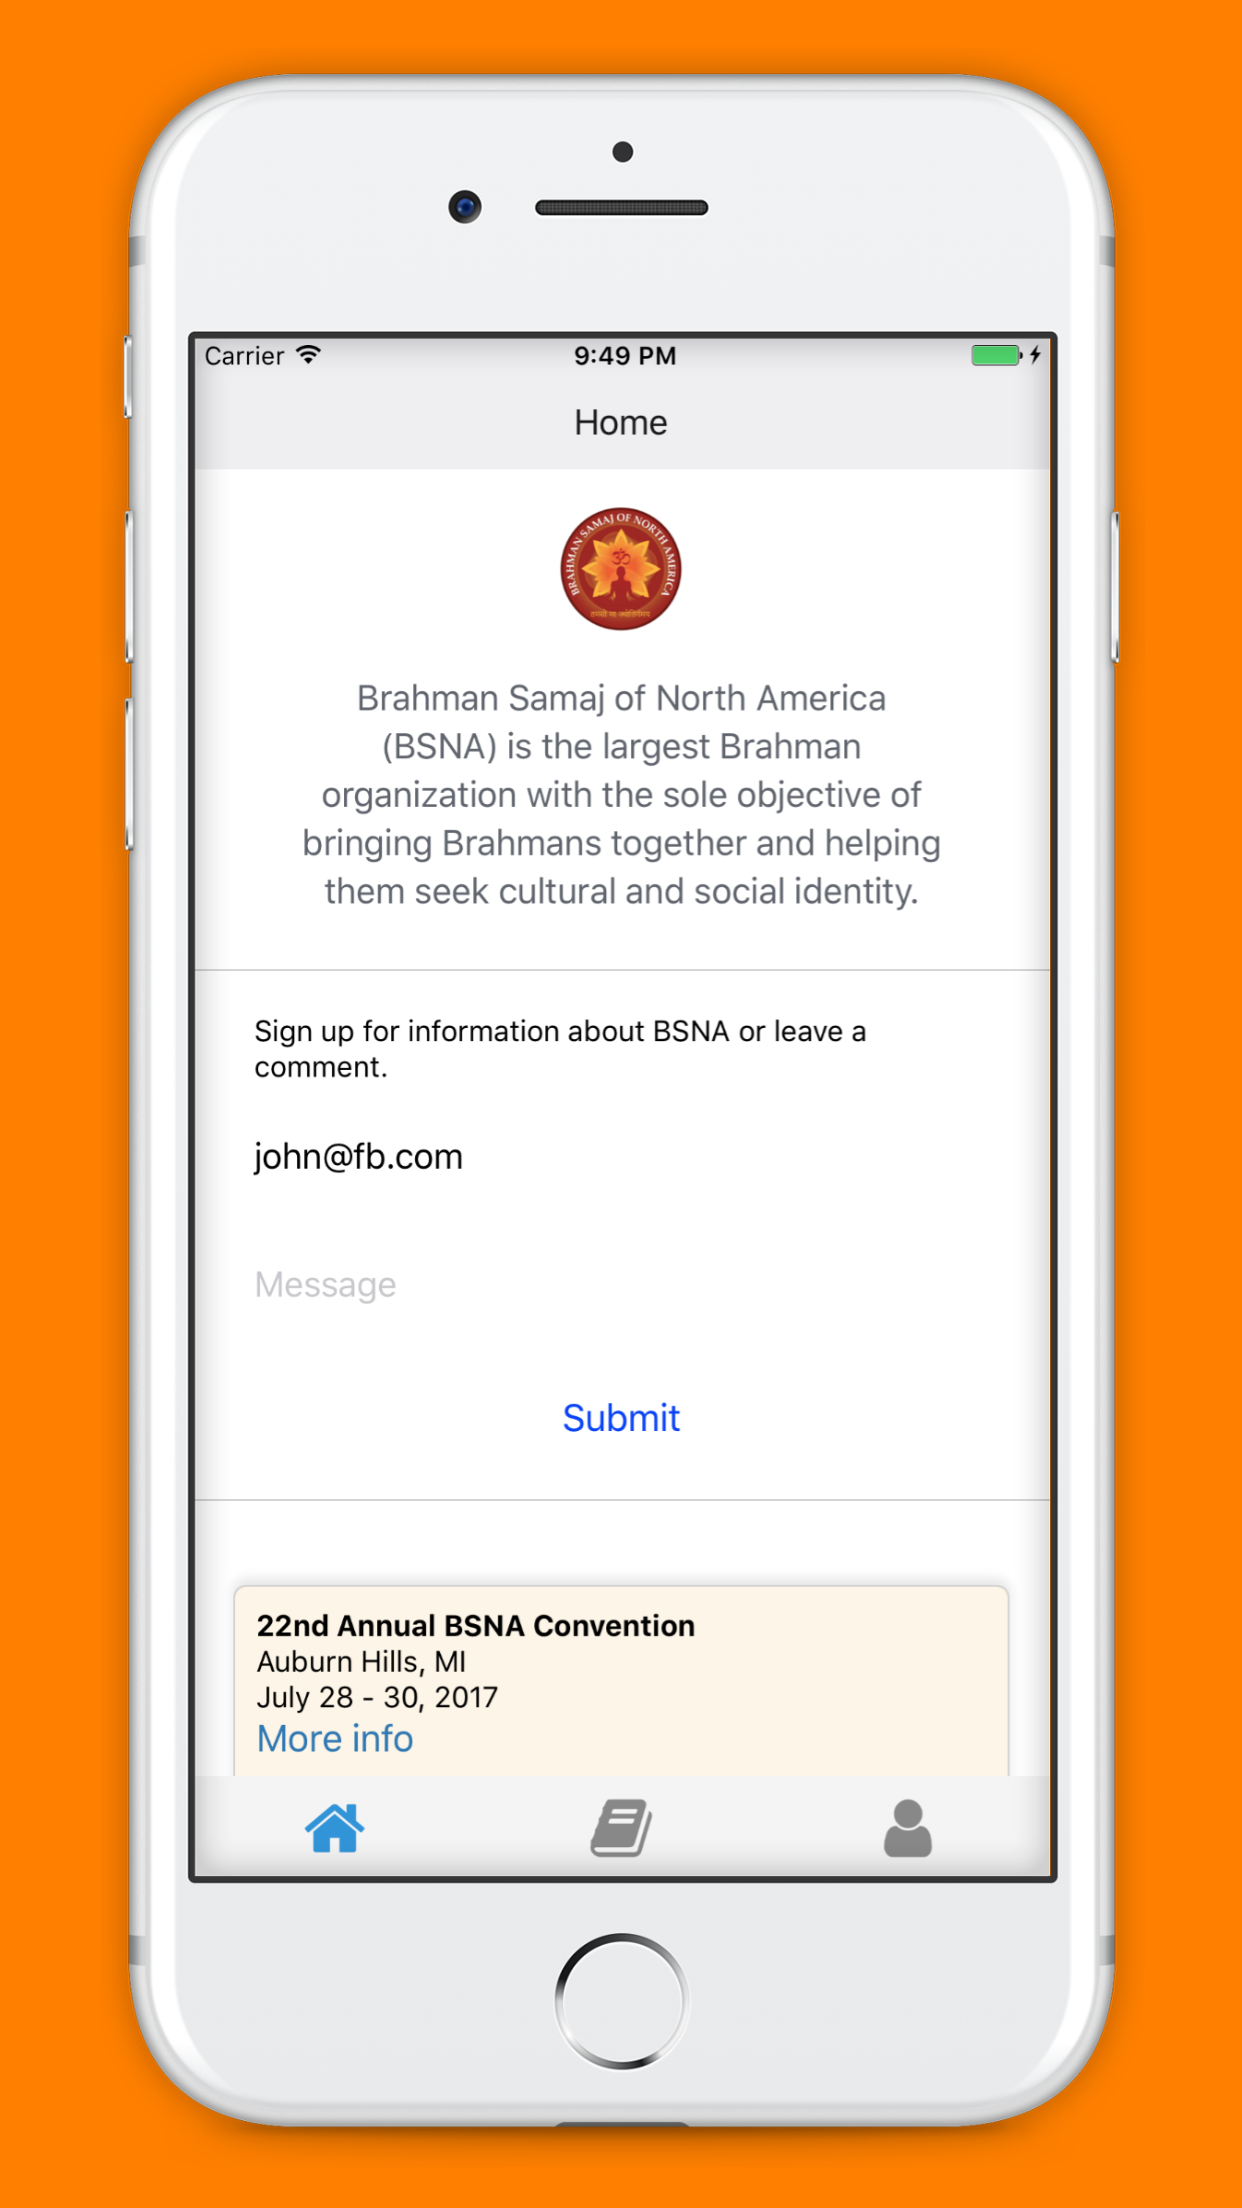 Carrier
9:49 PM
Home
BRAHMAN SAMAJ OF NORTH AMERICA
ॐ
Brahman Samaj of North America
(BSNA) is the largest Brahman
organization with the sole objective of
bringing Brahmans together and helping
them seek cultural and social identity.
Sign up for information about BSNA or leave a
comment.
john@fb.com
Message
Submit
22nd Annual BSNA Convention
Auburn Hills, MI
July 28 - 30, 2017
More info